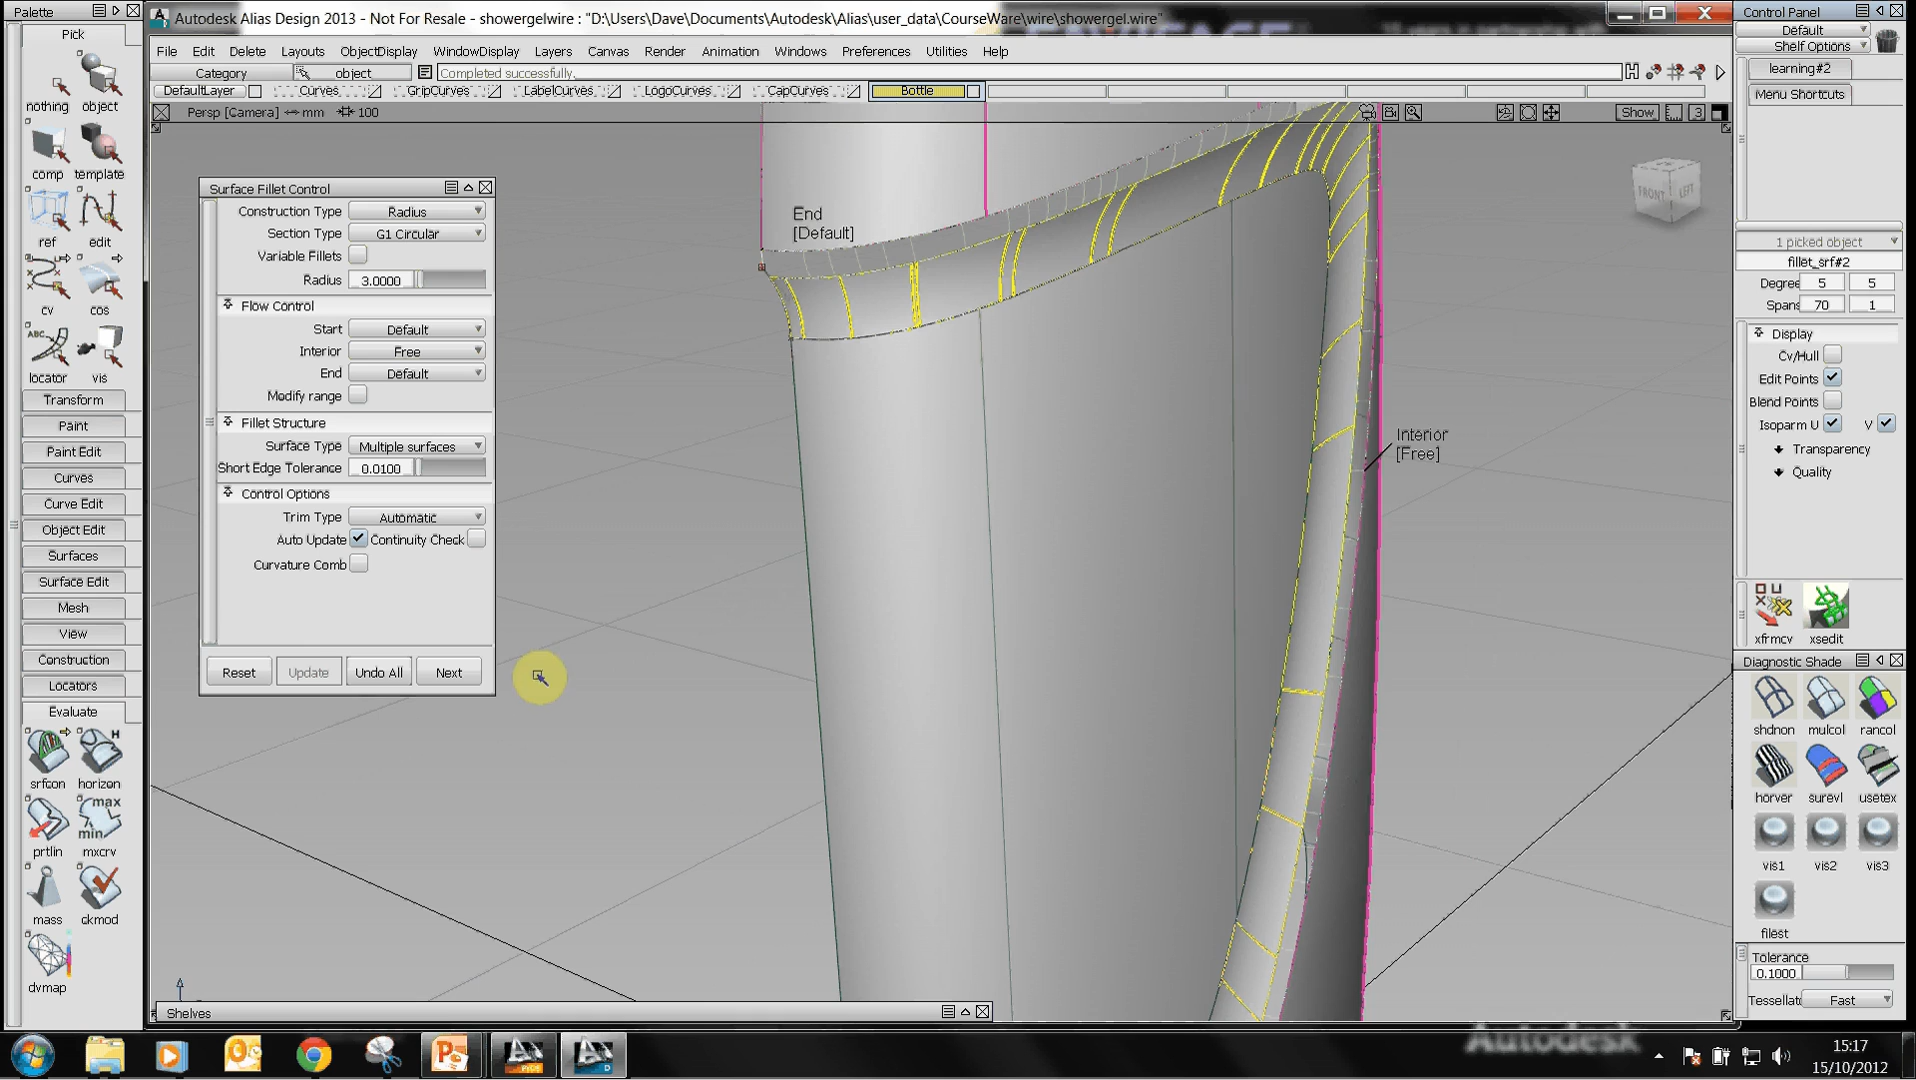 Palette
Autodesk Alias Design 2013 - Not For Resale - showergelwire : "D:\Users\Dave\Documents\Autodesk\Alias\user_data\CourseWare\wire\showergel.wire"
Control Panel
Pick
File Edit Delete Layouts ObjectDisplay WindowDisplay Layers Canvas Render Animation Windows Preferences Utilities Help
Default
Shelf Options
Category object Completed successfully.
learning#2
DefaultLayer Curves GripCurves LabelCurves LogoCurves CapCurves Bottle
Menu Shortcuts
Persp [Camera] mm 100
Show 3
nothing object
comp template
ref edit
cv cos
locator vis
Transform
Paint
Paint Edit
Curves
Curve Edit
Object Edit
Surfaces
Surface Edit
Mesh
View
Construction
Locators
Evaluate
srfcon horizon
max
min
prtlin mxcrv
mass ckmod
dvmap
Surface Fillet Control
Construction Type Radius
Section Type G1 Circular
Variable Fillets
Radius 3.0000
Flow Control
Start Default
Interior Free
End Default
Modify range
Fillet Structure
Surface Type Multiple surfaces
Short Edge Tolerance 0.0100
Control Options
Trim Type Automatic
Auto Update Continuity Check
Curvature Comb
Reset Update Undo All Next
End
[Default]
Interior
[Free]
FRONT LEFT
1 picked object
fillet_srf#2
Degree 5 5
Spans 70 1
Display
Cv/Hull
Edit Points
Blend Points
Isoparm U V
Transparency
Quality
xfrmcv xsedit
Diagnostic Shade
shdnon mulcol rancol
horver surevl usetex
vis1 vis2 vis3
filest
Tolerance
0.1000
Tessellat Fast
Shelves
Autodesk
15:17
15/10/2012